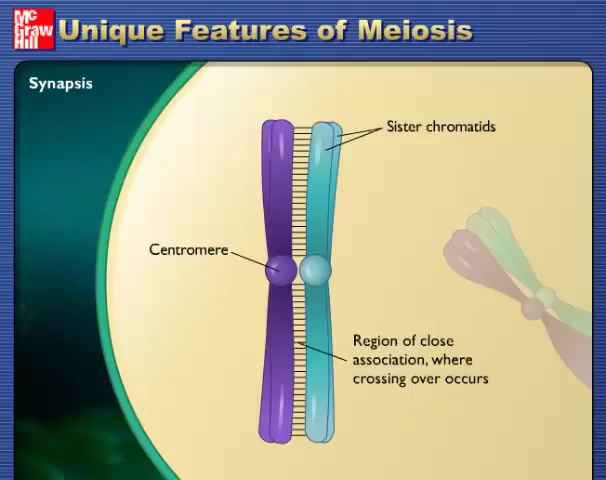 Mc
Graw
Hill
Unique Features of Meiosis
Synapsis
Sister chromatids
Centromere
Region of close
association, where
crossing over occurs